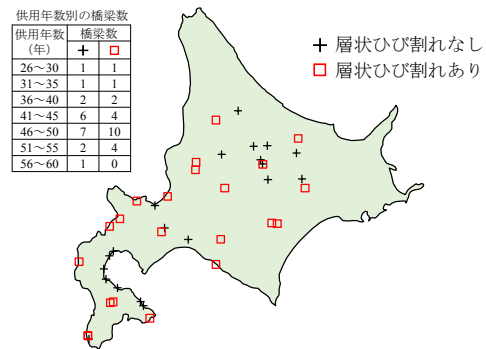 供用年数別の橋梁数
供用年数
(年)
橋梁数
+ □
26～30 1 1
31～35 1 1
36～40 2 2
41～45 6 4
46～50 7 10
51～55 2 4
56～60 1 0
+ 層状ひび割れなし
□ 層状ひび割れあり